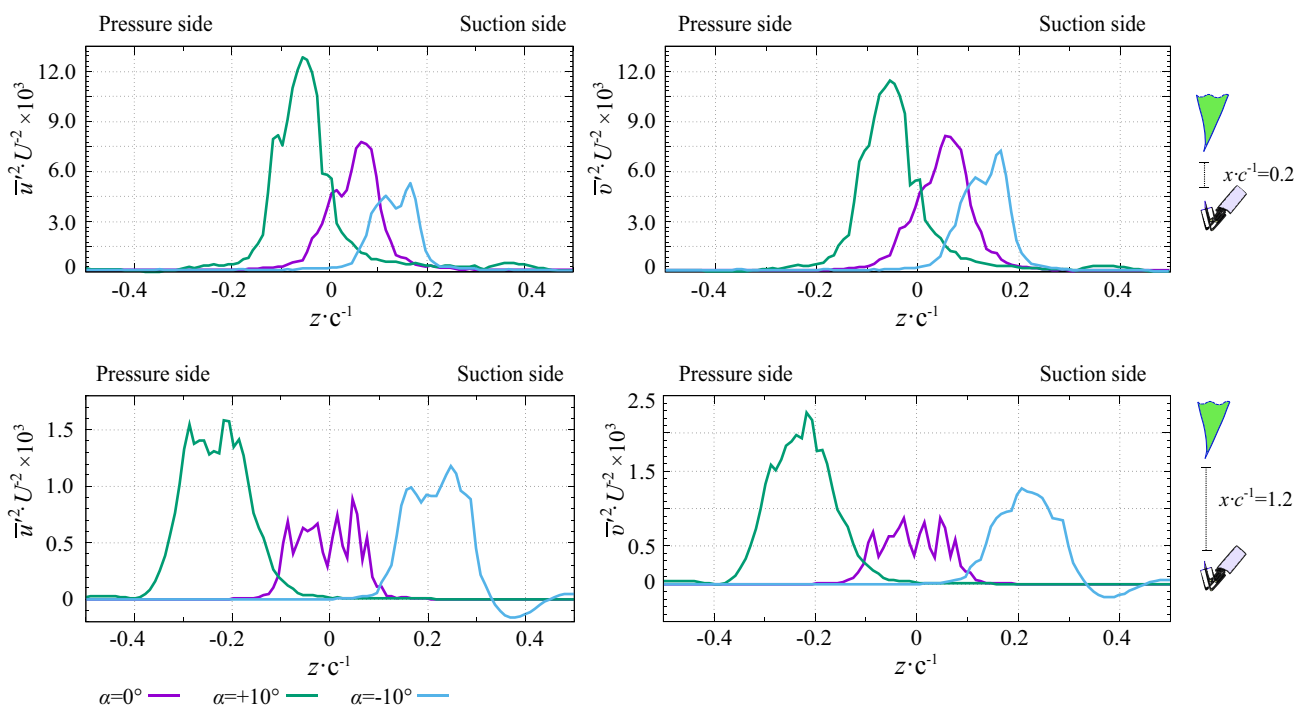 Pressure side Suction side
Pressure side Suction side
u̅′²·U⁻²×10³
12.0
9.0
6.0
3.0
0
-0.4 -0.2 0 0.2 0.4
z·c⁻¹
v̅′²·U⁻²×10³
12.0
9.0
6.0
3.0
0
-0.4 -0.2 0 0.2 0.4
z·c⁻¹
x·c⁻¹=0.2
Pressure side Suction side
Pressure side Suction side
u̅′²·U⁻²×10³
1.5
1.0
0.5
0
-0.4 -0.2 0 0.2 0.4
z·c⁻¹
v̅′²·U⁻²×10³
2.5
2.0
1.5
0.5
0
-0.4 -0.2 0 0.2 0.4
z·c⁻¹
x·c⁻¹=1.2
α=0° α=+10° α=-10°